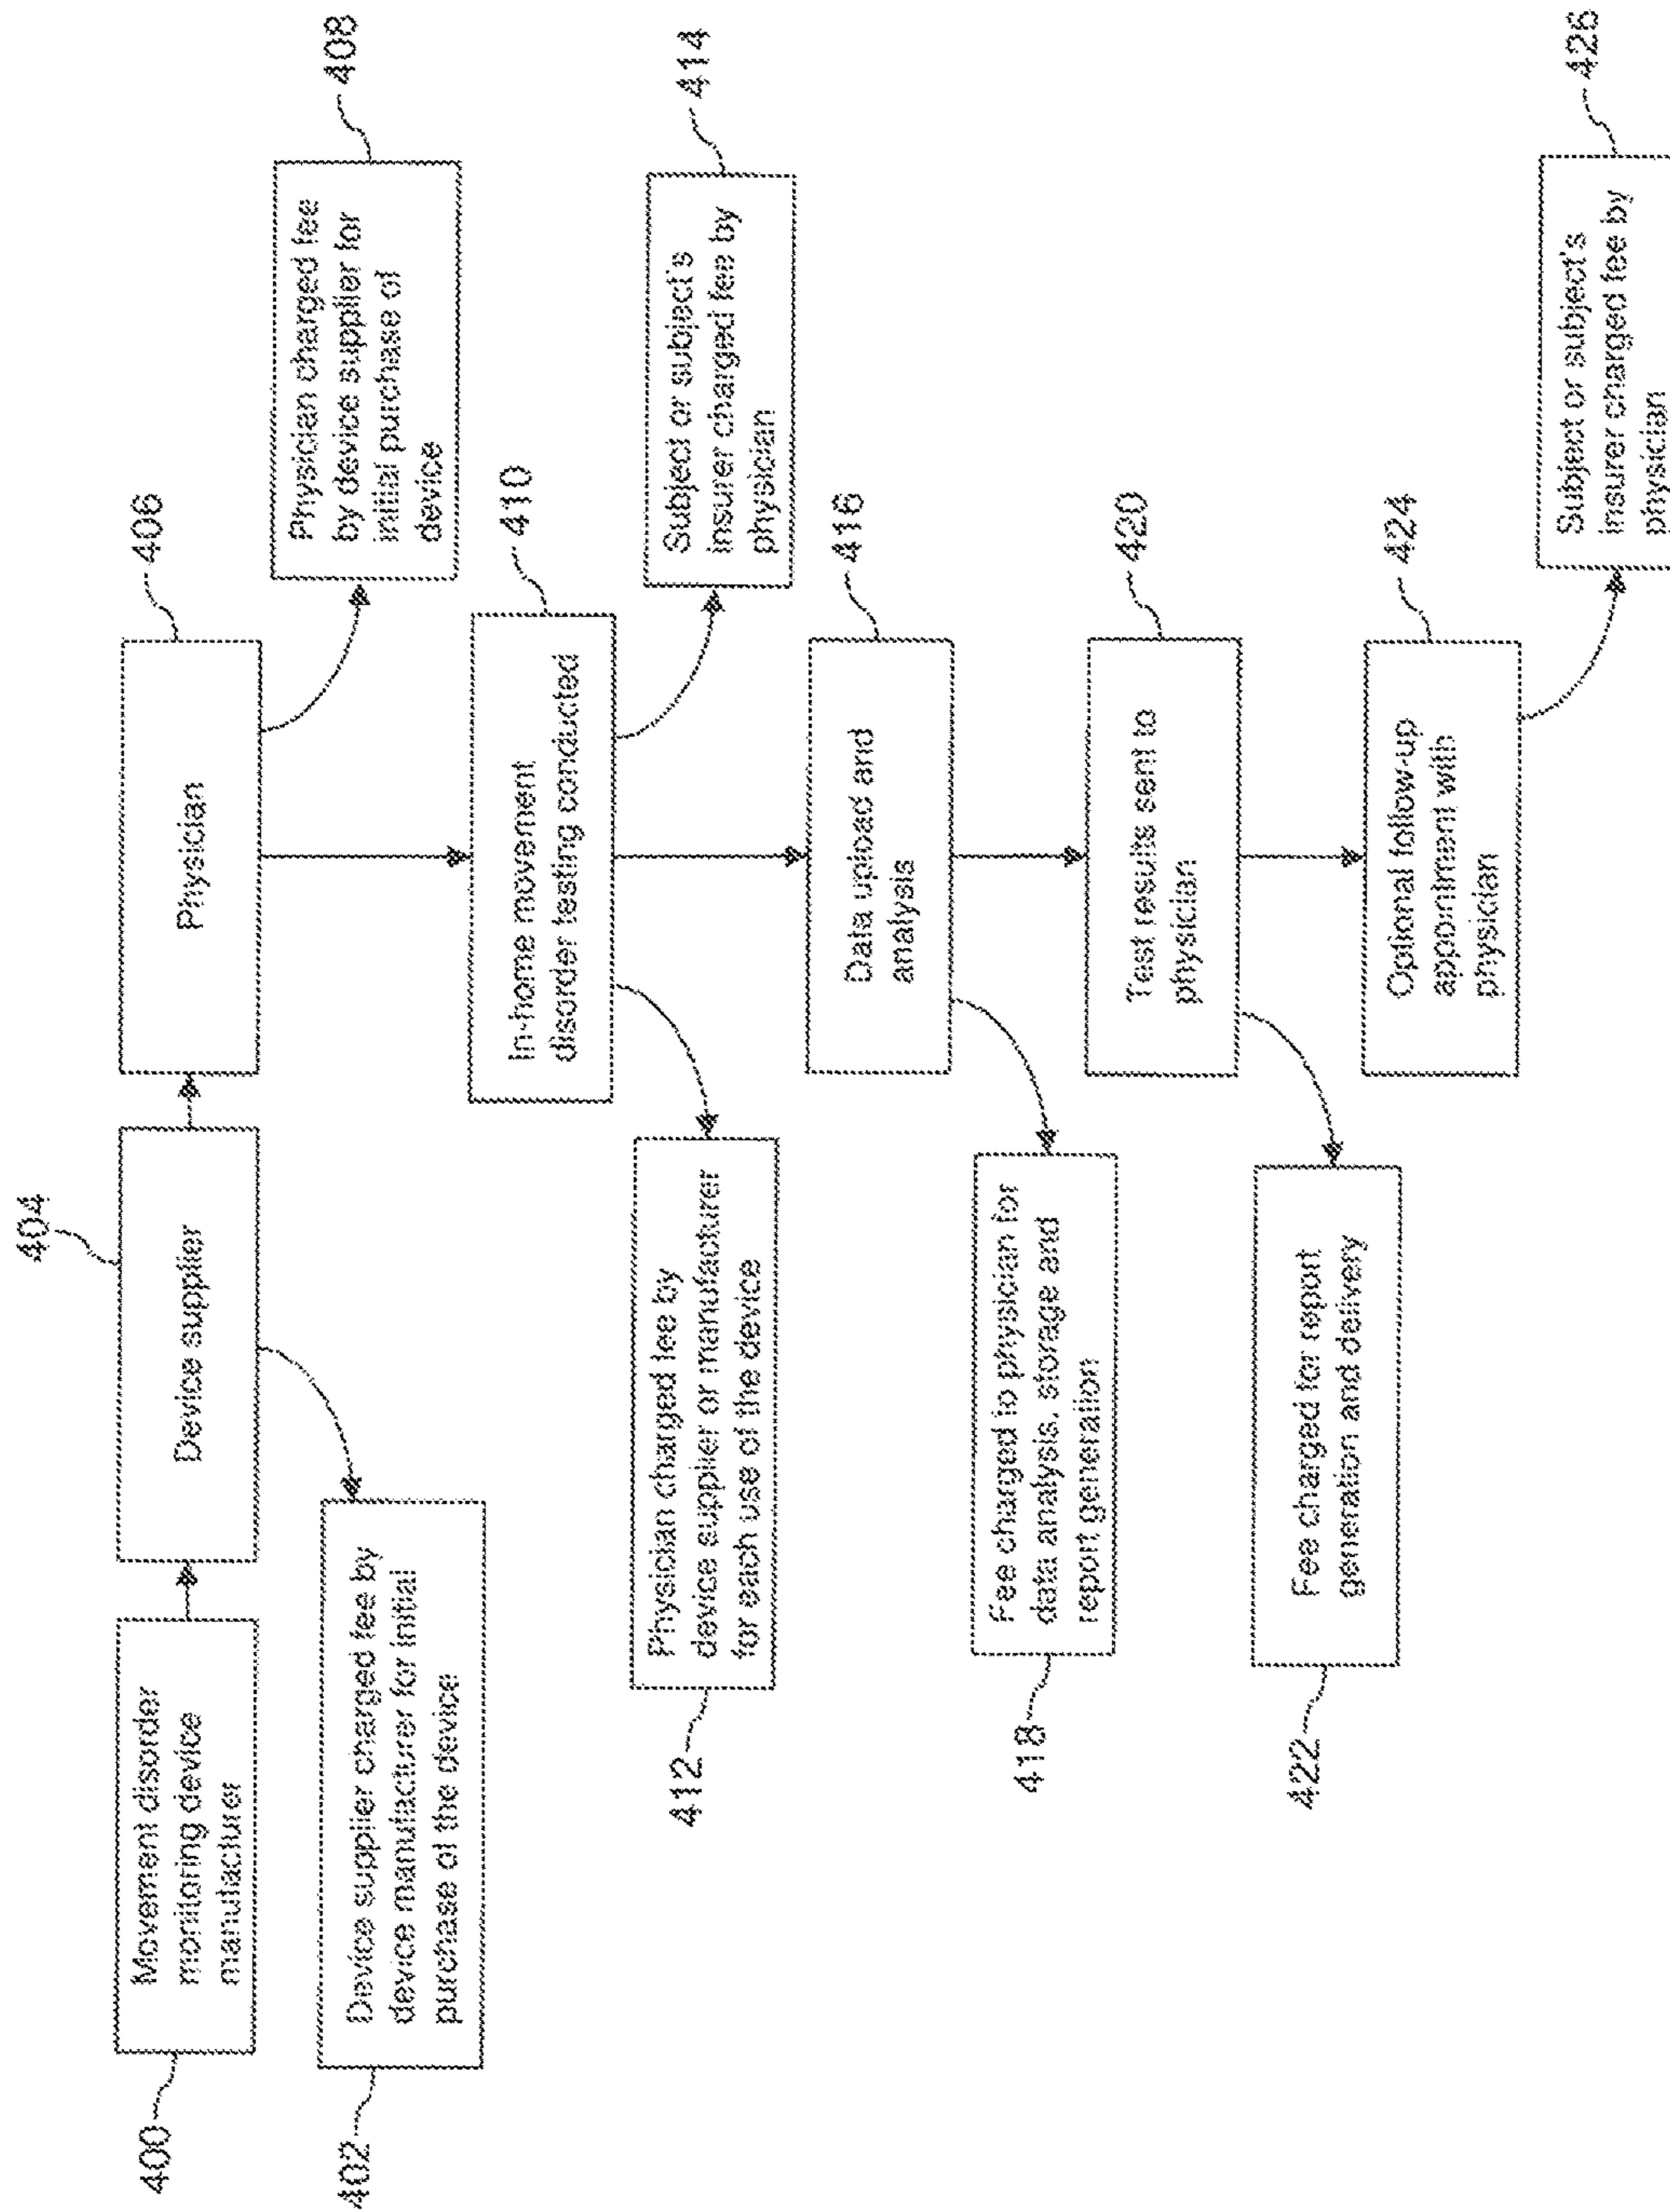 404
406
400
Movement disorder
monitoring device
manufacturer
Device supplier
Physician
402
Device supplier charged fee by
device manufacturer for initial
purchase of the device
Physician charged fee
by device supplier for
initial purchase of
device
408
410
In-home movement
disorder testing conducted
412
Physician charged fee by
device supplier or manufacturer
for each use of the device
Subject or subject's
insurer charged fee by
physician
414
416
Data upload and
analysis
418
Fee charged to physician for
data analysis, storage and
report generation
420
Test results sent to
physician
422
Fee charged for report
generation and delivery
424
Optional follow-up
appointment with
physician
Subject or subject's
insurer charged fee by
physician
426